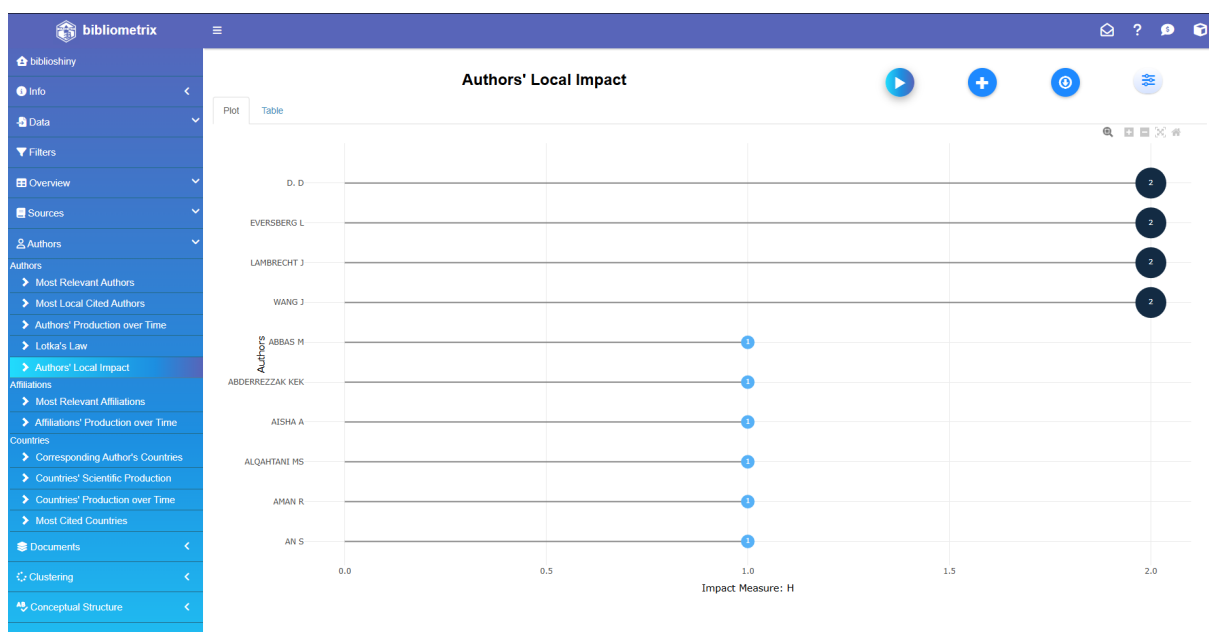 bibliometrix
?
biblioshiny
Info
Data
Filters
Overview
Sources
Authors
Authors
Most Relevant Authors
Most Local Cited Authors
Authors' Production over Time
Lotka's Law
Authors' Local Impact
Affiliations
Most Relevant Affiliations
Affiliations' Production over Time
Countries
Corresponding Author's Countries
Countries' Scientific Production
Countries' Production over Time
Most Cited Countries
Documents
Clustering
Conceptual Structure
Authors' Local Impact
Plot Table
D. D 2
EVERSBERG L 2
LAMBRECHT J 2
WANG J 2
ABBAS M 1
ABDERREZZAK KEK 1
AISHA A 1
ALQAHTANI MS 1
AMAN R 1
AN S 1
Authors
0.0 0.5 1.0 1.5 2.0
Impact Measure: H